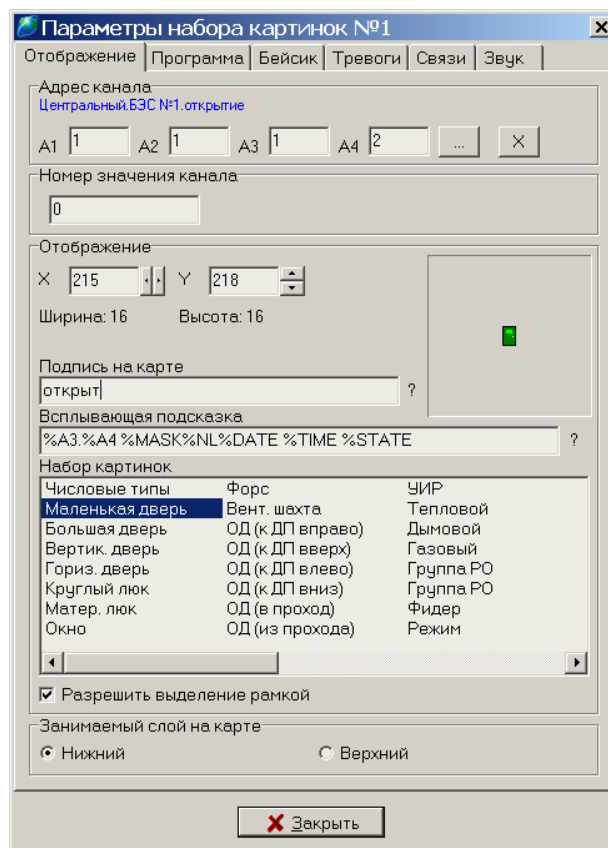 Параметры набора картинок №1
Отображение Программа Бейсик Тревоги Связи Звук
Адрес канала
Центральный.БЭС №1.открытие
A1 1 A2 1 A3 1 A4 2 ... X
Номер значения канала
0
Отображение
X 215 Y 218
Ширина: 16 Высота: 16
Подпись на карте
открыт ?
Всплывающая подсказка
%A3.%A4 %MASK%NL%DATE %TIME %STATE ?
Набор картинок
Числовые типы Форс УИР
Маленькая дверь Вент. шахта Тепловой
Большая дверь ОД (к ДП вправо) Дымовой
Вертик. дверь ОД (к ДП вверх) Газовый
Гориз. дверь ОД (к ДП влево) Группа РО
Круглый люк ОД (к ДП вниз) Группа РО
Матер. люк ОД (в проход) Фидер
Окно ОД (из прохода) Режим
Разрешить выделение рамкой
Занимаемый слой на карте
Нижний Верхний
Закрыть